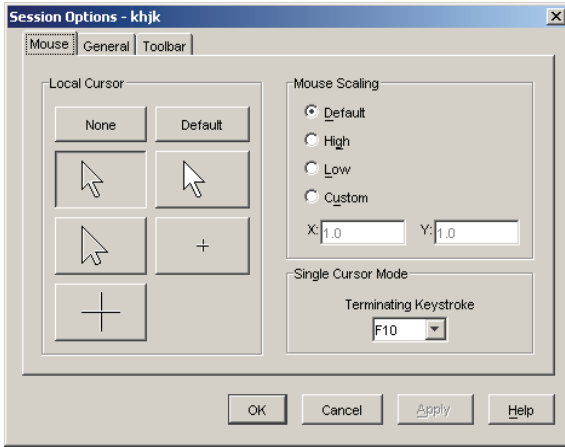 Session Options - khjk
Mouse General Toolbar
Local Cursor
None Default
Mouse Scaling
Default
High
Low
Custom
X: 1.0 Y: 1.0
Single Cursor Mode
Terminating Keystroke
F10
OK Cancel Apply Help